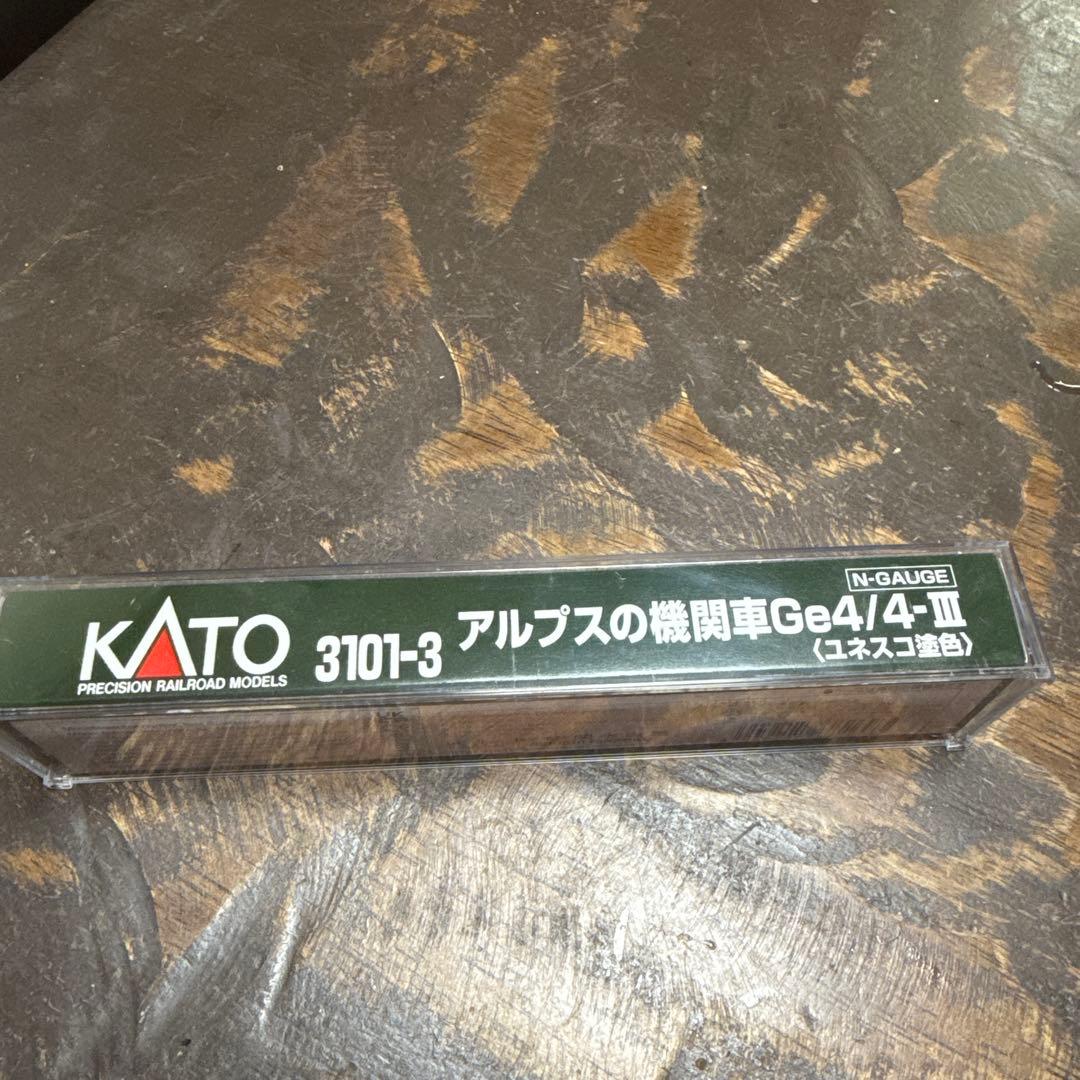 N-GAUGE
KATO 3101-3 アルプスの機関車Ge4/4-III
PRECISION RAILROAD MODELS 〈ユネスコ塗色〉